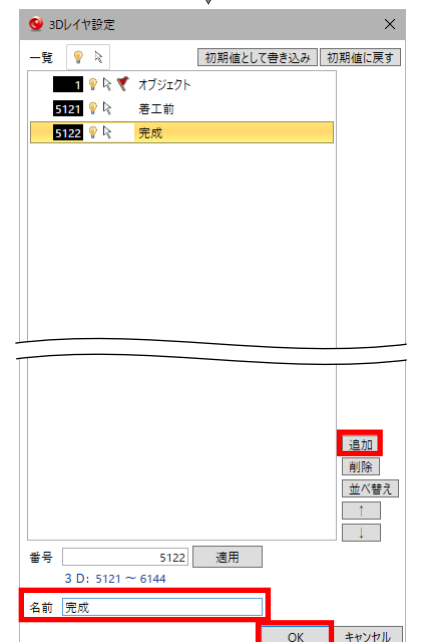 3Dレイヤ設定
一覧 初期値として書き込み 初期値に戻す
1 オブジェクト
5121 着工前
5122 完成
追加
削除
並べ替え
↑
↓
番号 5122 適用
3 D: 5121 ～ 6144
名前 完成
OK キャンセル